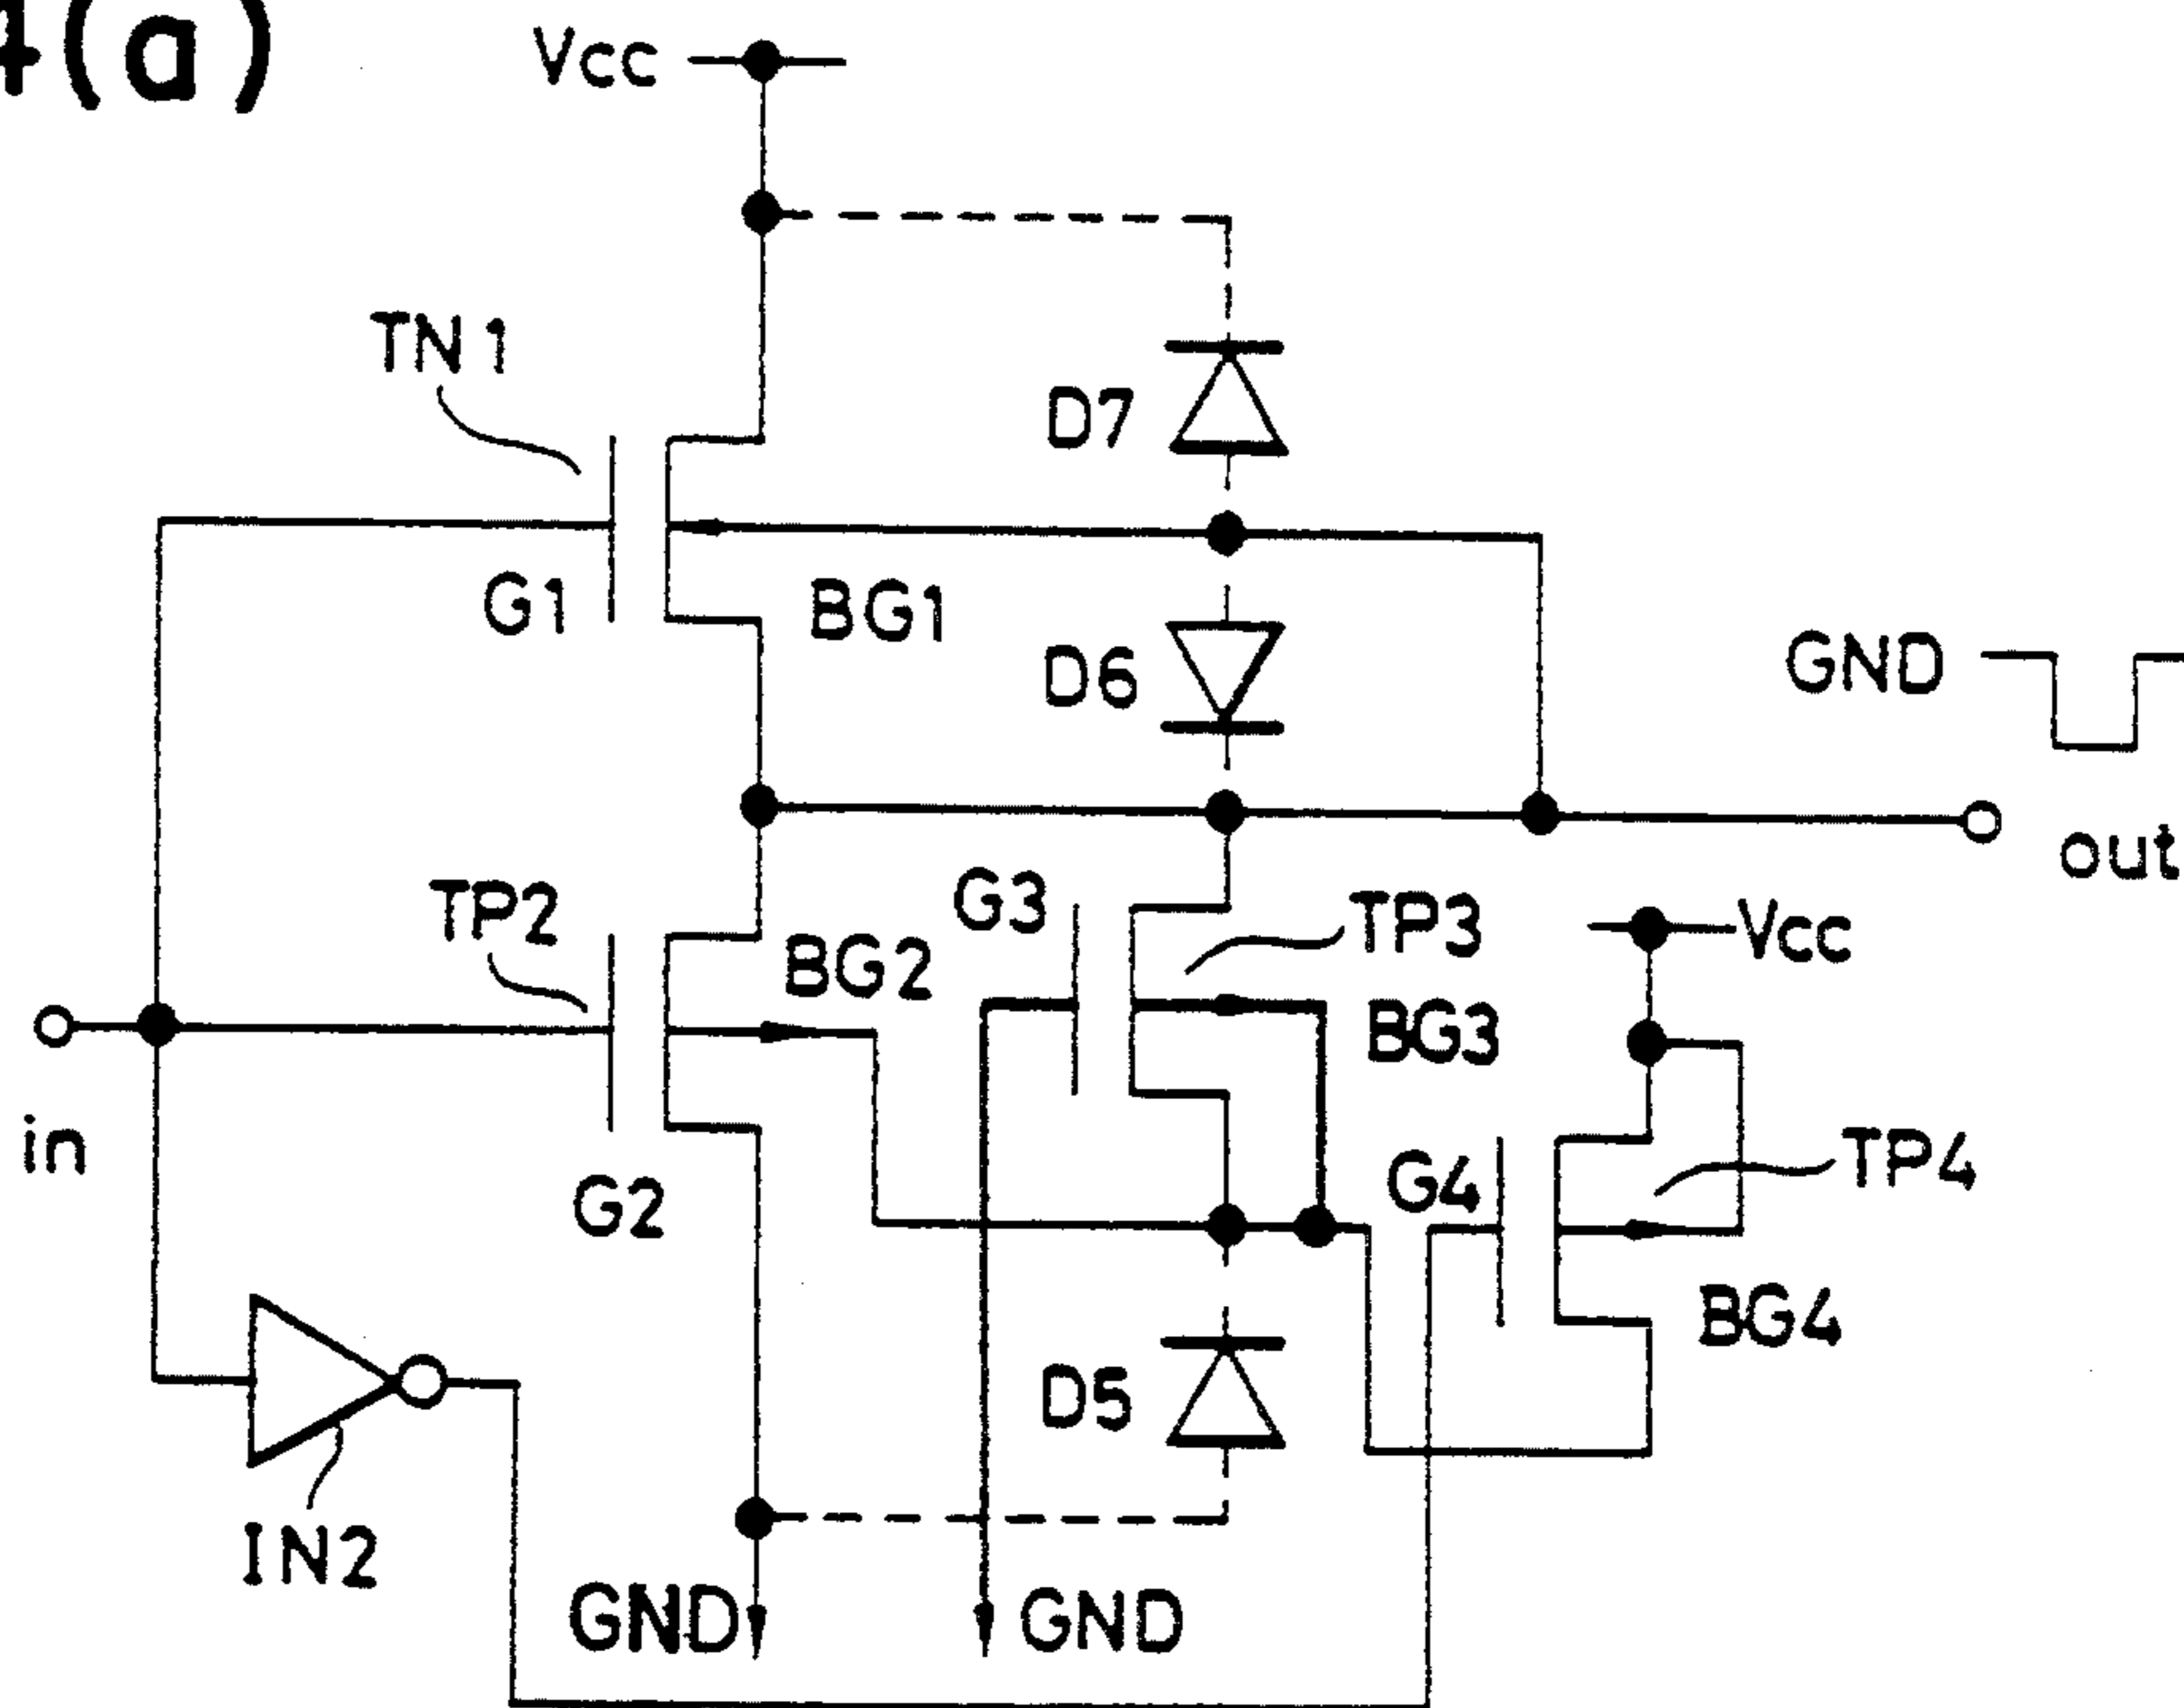 4(a)
Vcc
TN1
D7
G1
BG1
D6
GND
out
TP2
BG2
G3
TP3
Vcc
BG3
in
G2
G4
TP4
BG4
D5
IN2
GND
GND